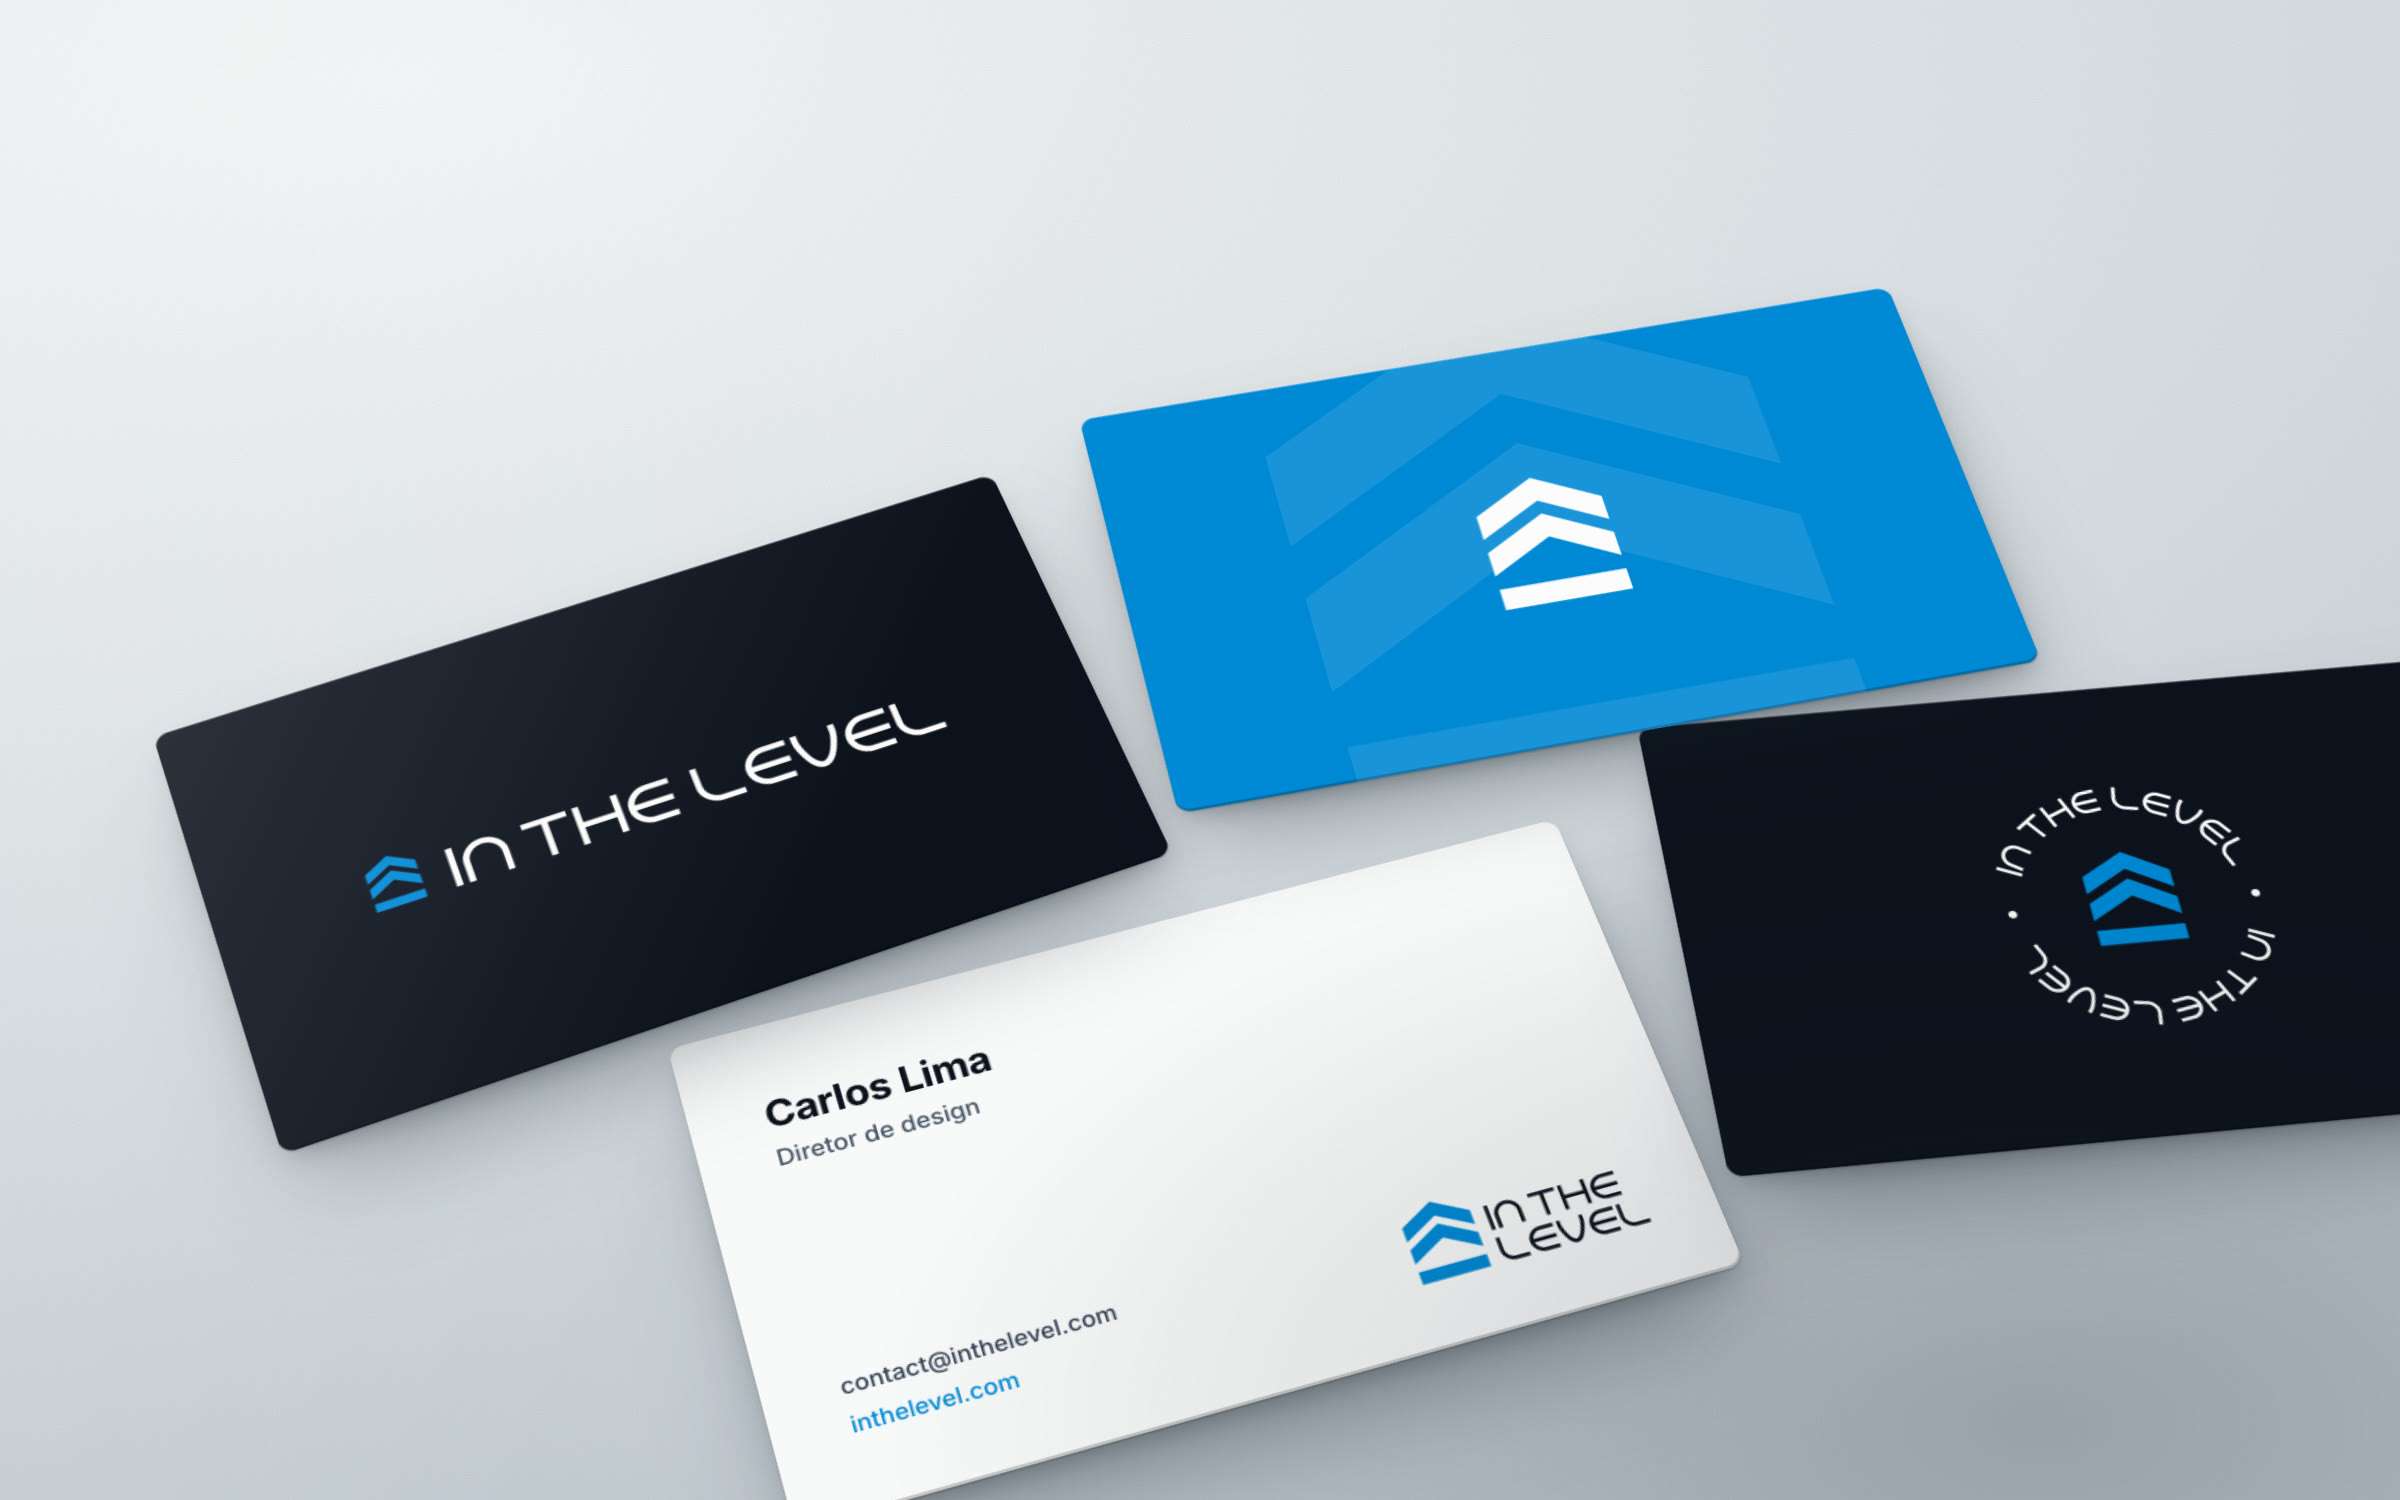 IN THE LEVEL
IN THE LEVEL • IN THE LEVEL •
Carlos Lima
Diretor de design
IN THE
LEVEL
contact@inthelevel.com
inthelevel.com